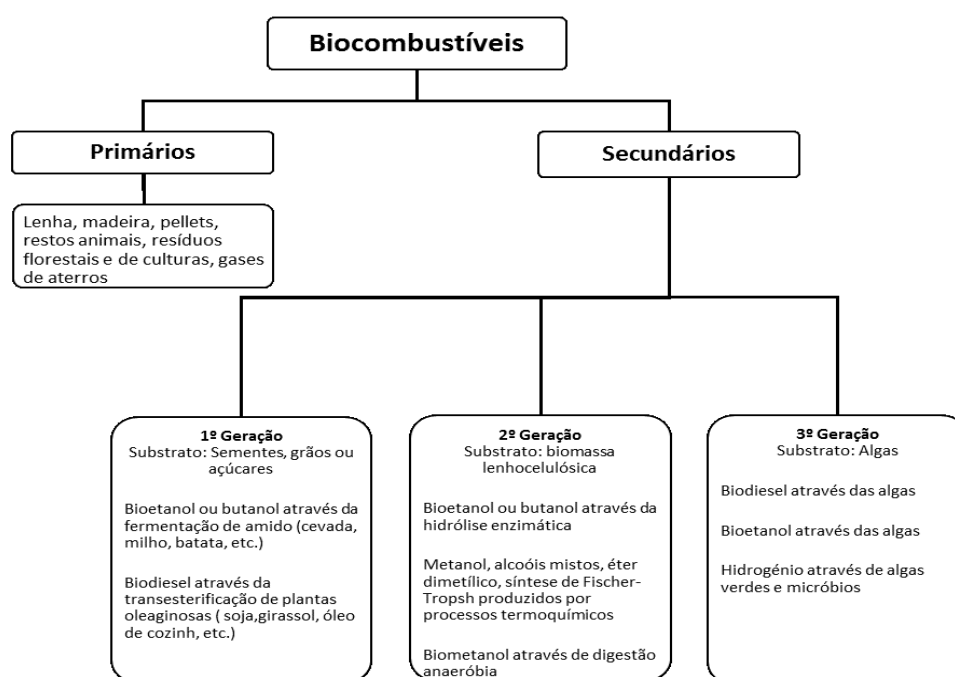 Biocombustíveis
Primários
Secundários
Lenha, madeira, pellets,
restos animais, resíduos
florestais e de culturas, gases
de aterros
1º Geração
Substrato: Sementes, grãos ou
açúcares
Bioetanol ou butanol através da
fermentação de amido (cevada,
milho, batata, etc.)
Biodiesel através da
transesterificação de plantas
oleaginosas ( soja,girassol, óleo
de cozinh, etc.)
2º Geração
Substrato: biomassa
lenhocelulósica
Bioetanol ou butanol através da
hidrólise enzimática
Metanol, alcoóis mistos, éter
dimetílico, síntese de Fischer-
Tropsh produzidos por
processos termoquímicos
Biometanol através de digestão
anaeróbia
3º Geração
Substrato: Algas
Biodiesel através das algas
Bioetanol através das algas
Hidrogénio através de algas
verdes e micróbios